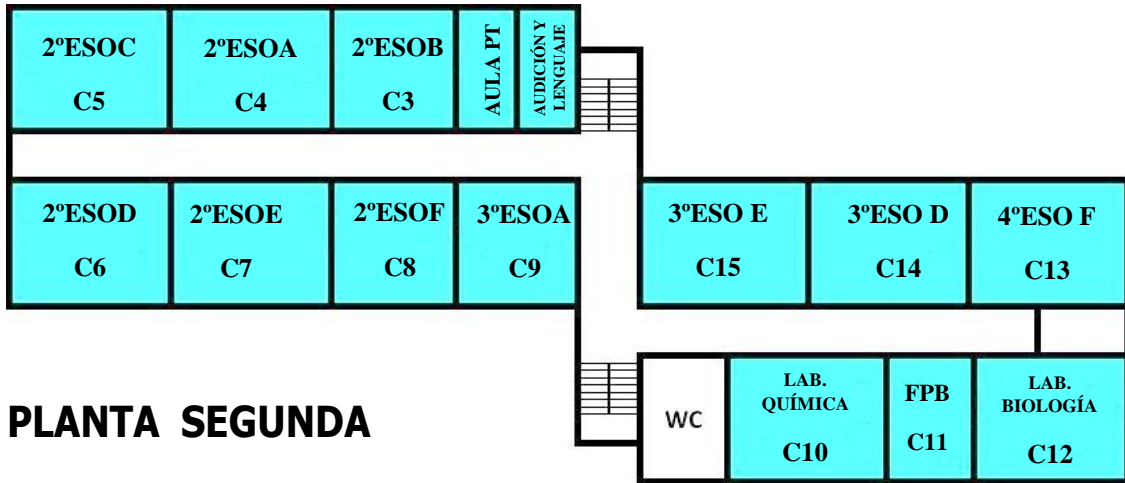 2ºESOC
C5
2ºESOA
C4
2ºESOB
C3
AULA PT
AUDICIÓN Y
LENGUAJE
2ºESOD
C6
2ºESOE
C7
2ºESOF
C8
3ºESOA
C9
3ºESO E
C15
3ºESO D
C14
4ºESO F
C13
PLANTA SEGUNDA
WC
LAB.
QUÍMICA
C10
FPB
C11
LAB.
BIOLOGÍA
C12